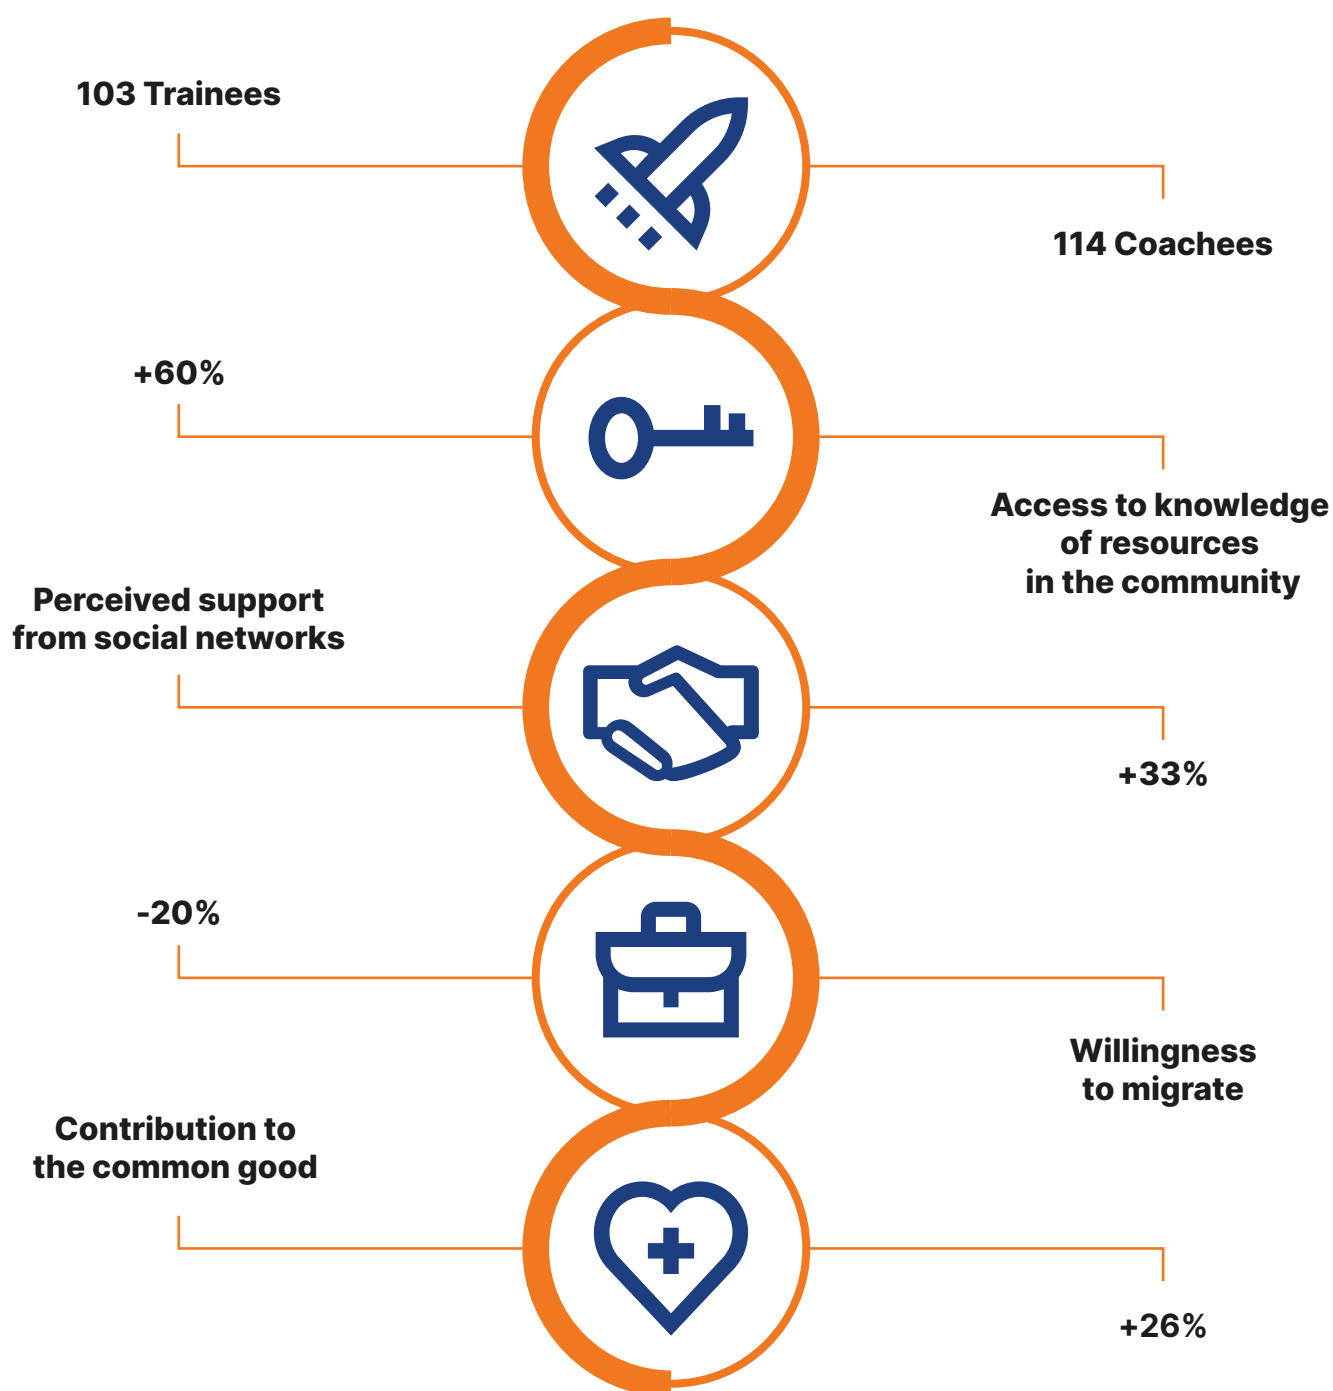 103 Trainees
114 Coachees
+60%
Access to knowledge
of resources
in the community
Perceived support
from social networks
+33%
-20%
Willingness
to migrate
Contribution to
the common good
+26%